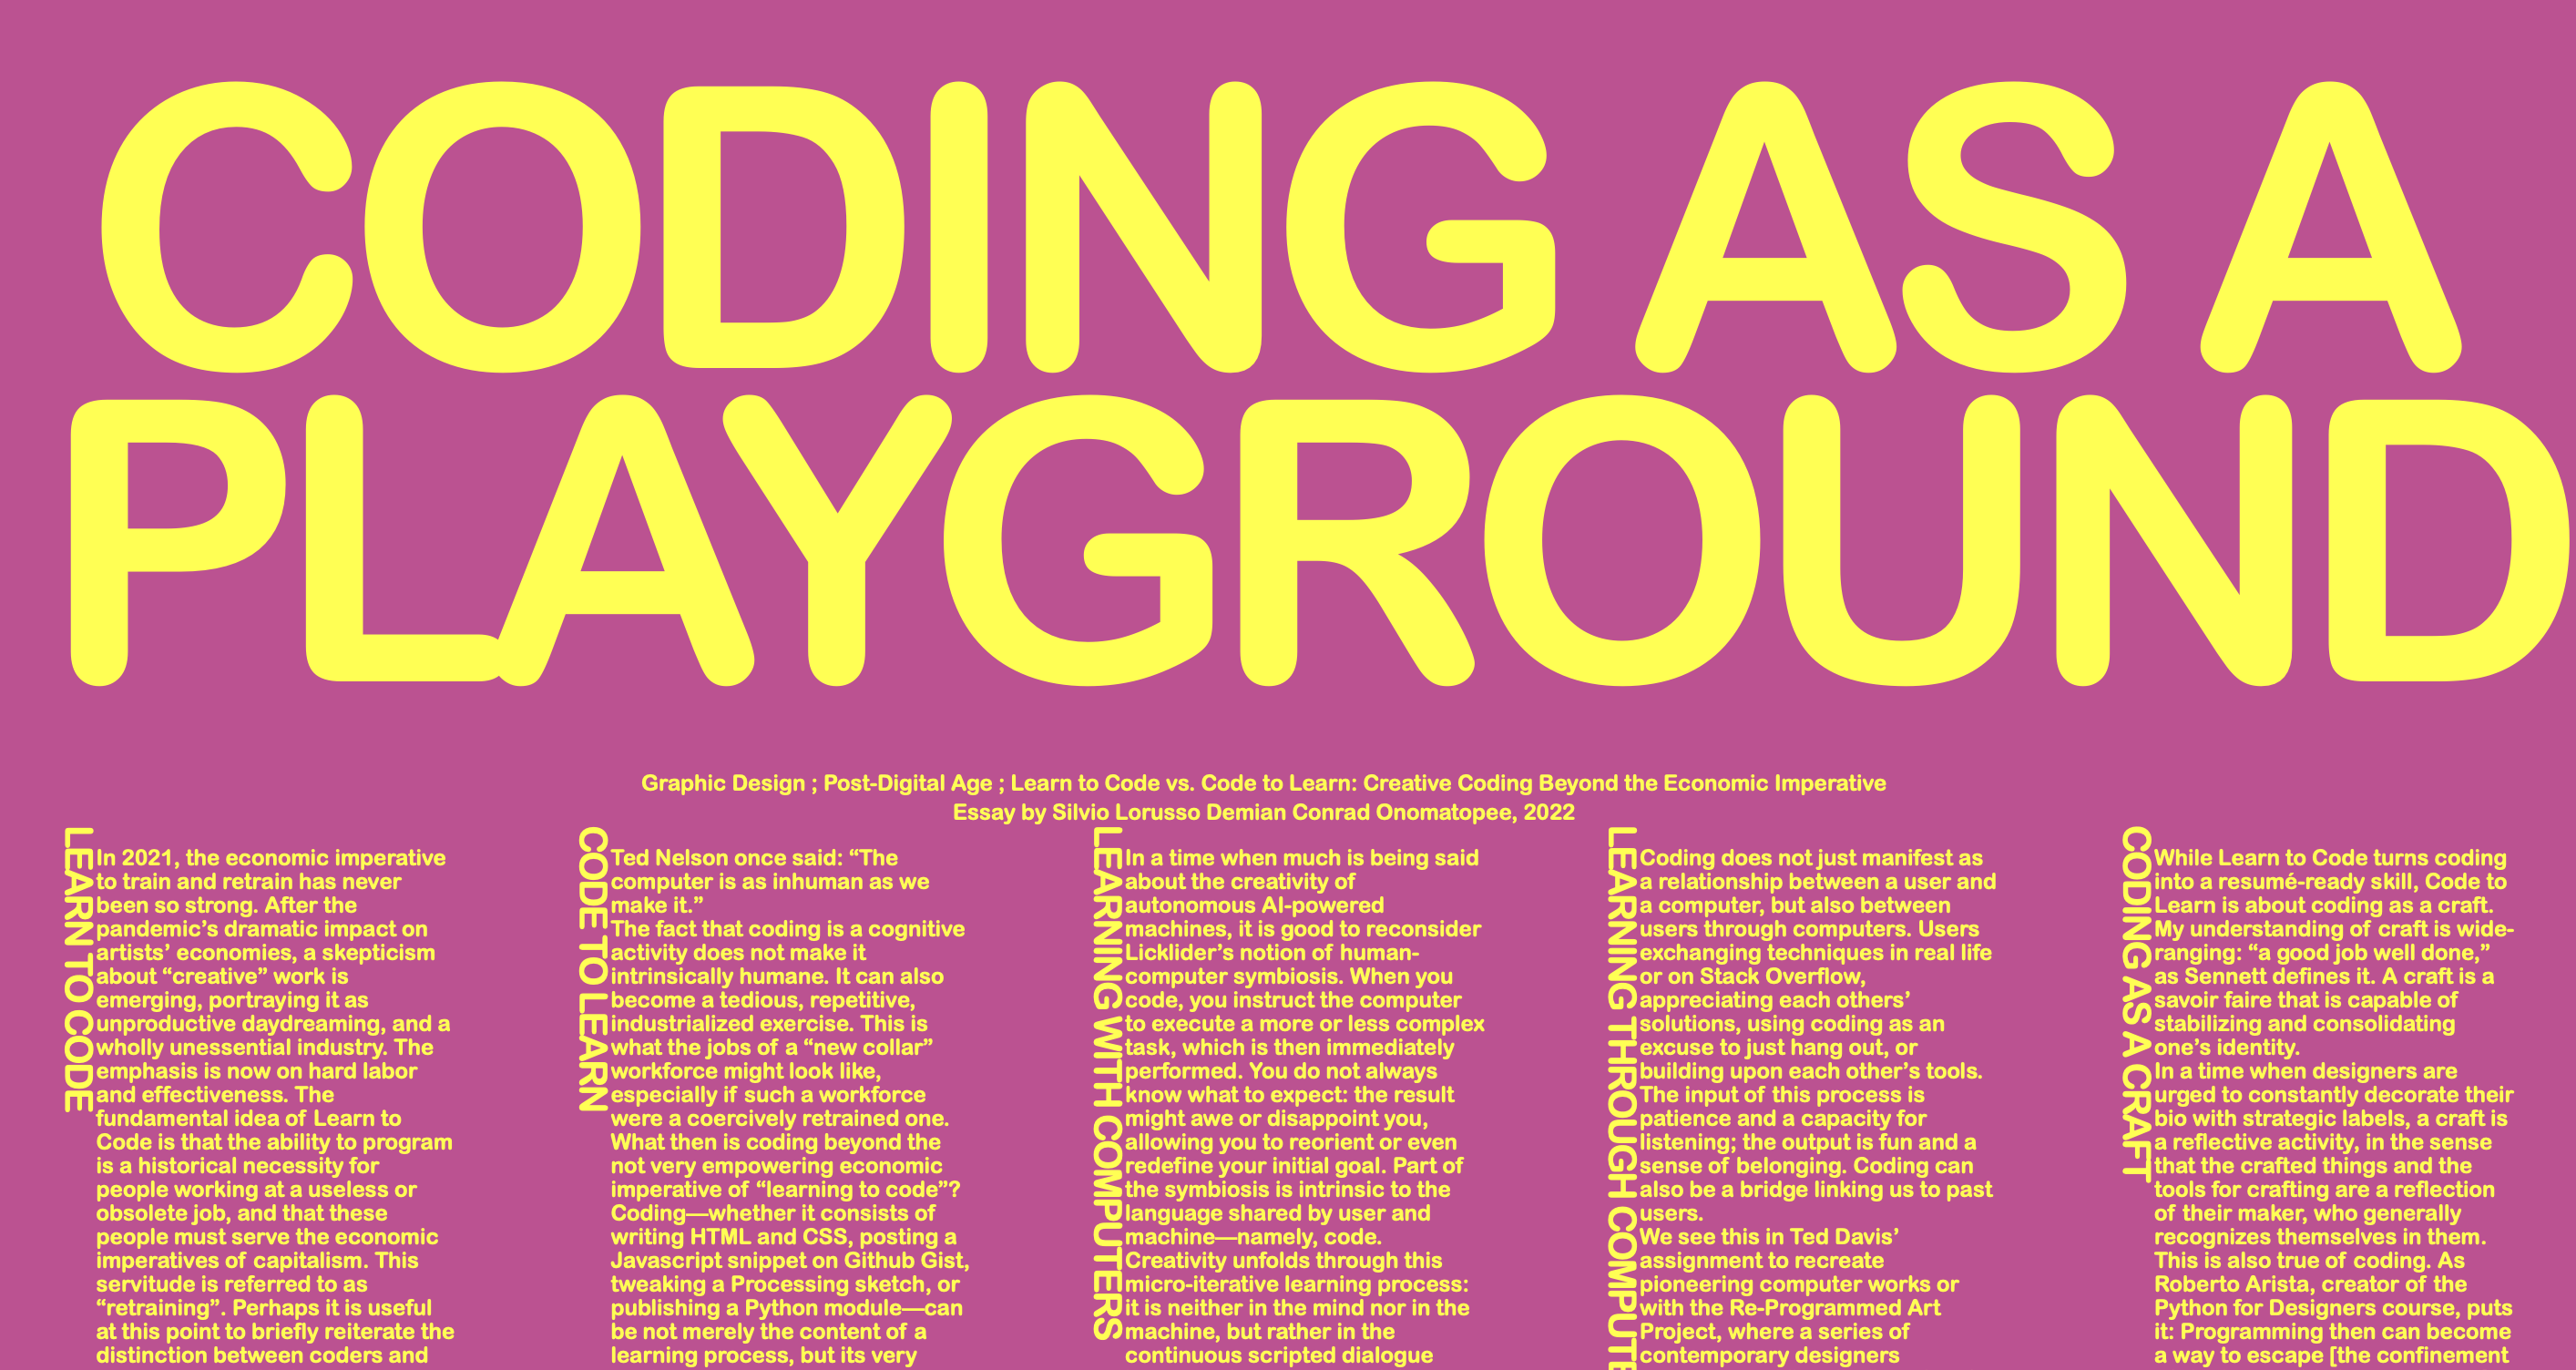 CODING AS A
PLAYGROUND
Graphic Design ; Post-Digital Age ; Learn to Code vs. Code to Learn: Creative Coding Beyond the Economic Imperative
Essay by Silvio Lorusso Demian Conrad Onomatopee, 2022
LEARN TO CODE
In 2021, the economic imperative
to train and retrain has never
been so strong. After the
pandemic’s dramatic impact on
artists’ economies, a skepticism
about “creative” work is
emerging, portraying it as
unproductive daydreaming, and a
wholly unessential industry. The
emphasis is now on hard labor
and effectiveness. The
fundamental idea of Learn to
Code is that the ability to program
is a historical necessity for
people working at a useless or
obsolete job, and that these
people must serve the economic
imperatives of capitalism. This
servitude is referred to as
“retraining”. Perhaps it is useful
at this point to briefly reiterate the
distinction between coders and
CODE TO LEARN
Ted Nelson once said: “The
computer is as inhuman as we
make it.”
The fact that coding is a cognitive
activity does not make it
intrinsically humane. It can also
become a tedious, repetitive,
industrialized exercise. This is
what the jobs of a “new collar”
workforce might look like,
especially if such a workforce
were a coercively retrained one.
What then is coding beyond the
not very empowering economic
imperative of “learning to code”?
Coding—whether it consists of
writing HTML and CSS, posting a
Javascript snippet on Github Gist,
tweaking a Processing sketch, or
publishing a Python module—can
be not merely the content of a
learning process, but its very
LEARNING WITH COMPUTERS
In a time when much is being said
about the creativity of
autonomous AI-powered
machines, it is good to reconsider
Licklider’s notion of human-
computer symbiosis. When you
code, you instruct the computer
to execute a more or less complex
task, which is then immediately
performed. You do not always
know what to expect: the result
might awe or disappoint you,
allowing you to reorient or even
redefine your initial goal. Part of
the symbiosis is intrinsic to the
language shared by user and
machine—namely, code.
Creativity unfolds through this
micro-iterative learning process:
it is neither in the mind nor in the
machine, but rather in the
continuous scripted dialogue
LEARNING THROUGH COMPUTE
Coding does not just manifest as
a relationship between a user and
a computer, but also between
users through computers. Users
exchanging techniques in real life
or on Stack Overflow,
appreciating each others’
solutions, using coding as an
excuse to just hang out, or
building upon each other’s tools.
The input of this process is
patience and a capacity for
listening; the output is fun and a
sense of belonging. Coding can
also be a bridge linking us to past
users.
We see this in Ted Davis’
assignment to recreate
pioneering computer works or
with the Re-Programmed Art
Project, where a series of
contemporary designers
CODING AS A CRAFT
While Learn to Code turns coding
into a resumé-ready skill, Code to
Learn is about coding as a craft.
My understanding of craft is wide-
ranging: “a good job well done,”
as Sennett defines it. A craft is a
savoir faire that is capable of
stabilizing and consolidating
one’s identity.
In a time when designers are
urged to constantly decorate their
bio with strategic labels, a craft is
a reflective activity, in the sense
that the crafted things and the
tools for crafting are a reflection
of their maker, who generally
recognizes themselves in them.
This is also true of coding. As
Roberto Arista, creator of the
Python for Designers course, puts
it: Programming then can become
a way to escape [the confinement